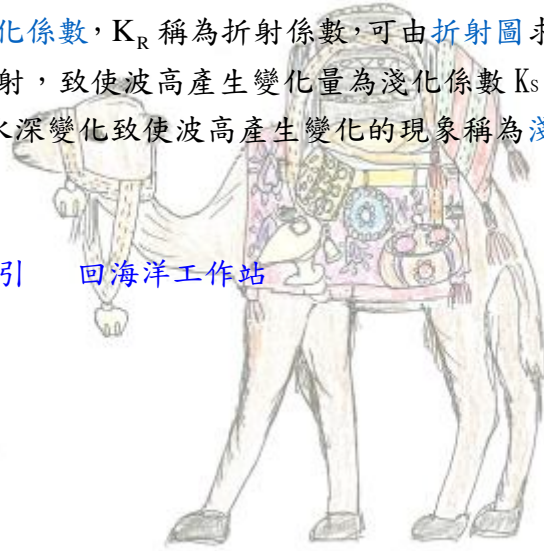 化係數，K_R 稱為折射係數，可由折射圖求
射，致使波高產生變化量為淺化係數 Ks
水深變化致使波高產生變化的現象稱為淺
引 回海洋工作站